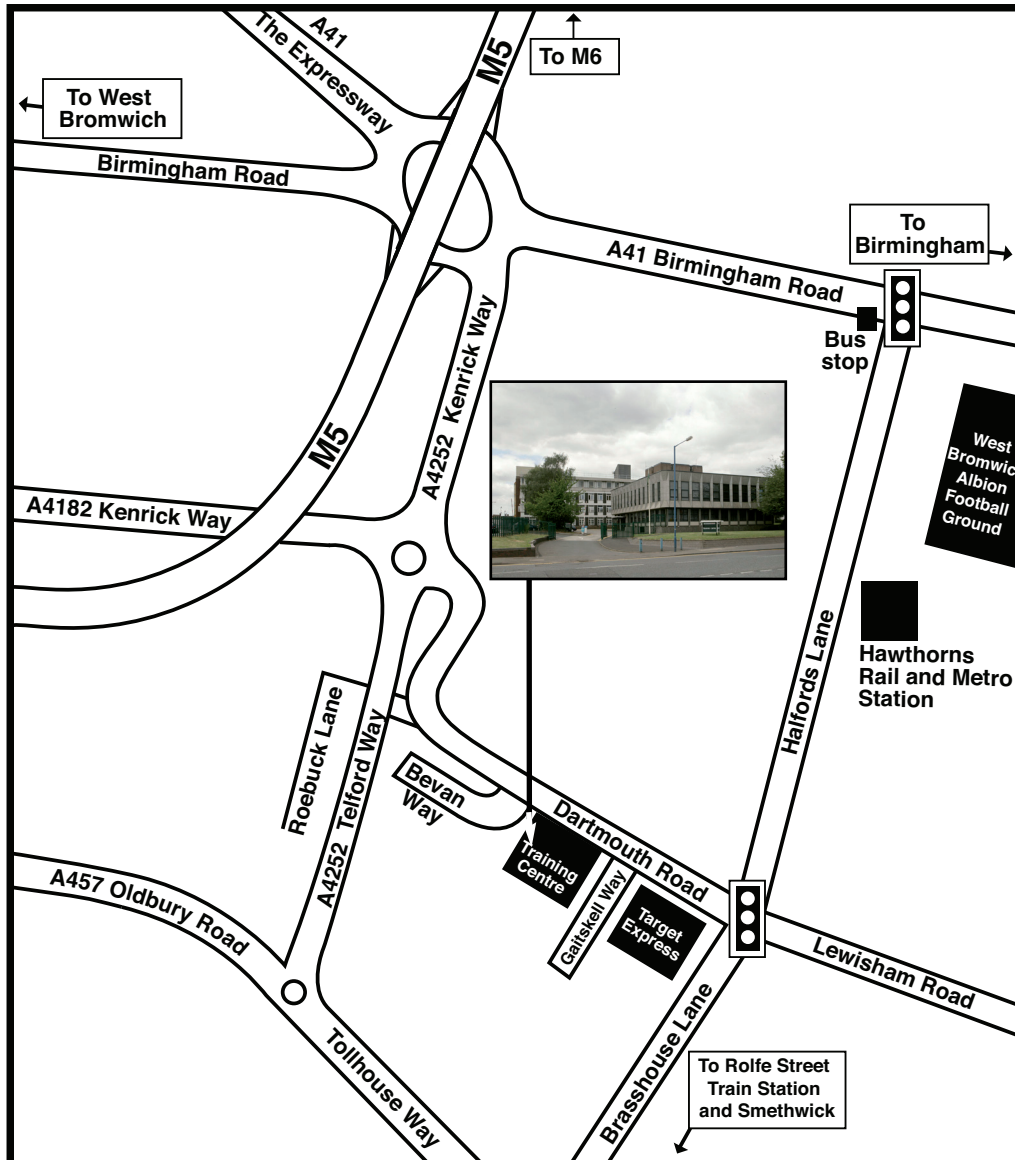 A41
The Expressway
M5
To M6
To West
Bromwich
Birmingham Road
To
Birmingham
A41 Birmingham Road
Bus
stop
A4252 Kenrick Way
M5
West
Bromwic
Albion
Football
Ground
A4182 Kenrick Way
Hawthorns
Rail and Metro
Station
Halfords Lane
Roebuck Lane
A4252 Telford Way
Bevan
Way
Dartmouth Road
Training
Centre
Gaitskell Way
Target
Express
A457 Oldbury Road
Lewisham Road
Tollhouse Way
Brasshouse Lane
To Rolfe Street
Train Station
and Smethwick